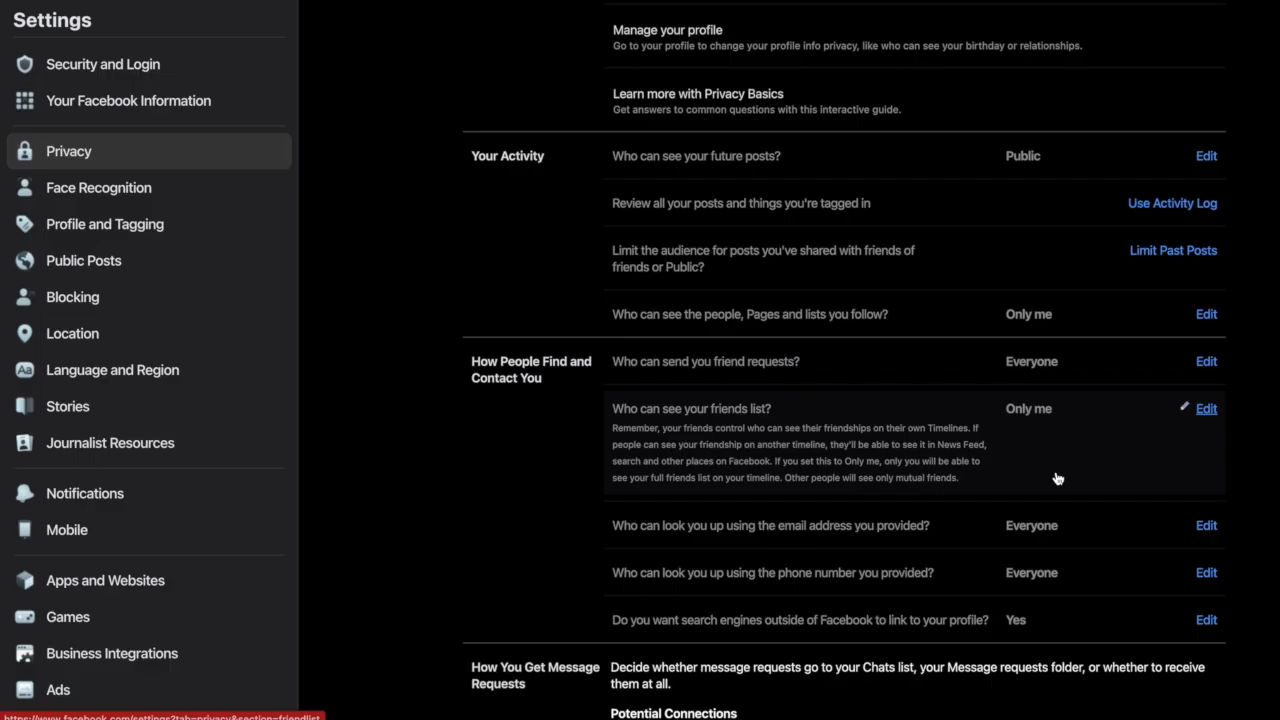 Settings
Security and Login
Your Facebook Information
Privacy
Face Recognition
Profile and Tagging
Public Posts
Blocking
Location
Language and Region
Stories
Journalist Resources
Notifications
Mobile
Apps and Websites
Games
Business Integrations
Ads
https://www.facebook.com/settings?tab=privacy&section=friendlist
Manage your profile
Go to your profile to change your profile info privacy, like who can see your birthday or relationships.
Learn more with Privacy Basics
Get answers to common questions with this interactive guide.
Your Activity
Who can see your future posts? Public Edit
Review all your posts and things you're tagged in Use Activity Log
Limit the audience for posts you've shared with friends of Limit Past Posts
friends or Public?
Who can see the people, Pages and lists you follow? Only me Edit
How People Find and
Contact You
Who can send you friend requests? Everyone Edit
Who can see your friends list? Only me Edit
Remember, your friends control who can see their friendships on their own Timelines. If
people can see your friendship on another timeline, they'll be able to see it in News Feed,
search and other places on Facebook. If you set this to Only me, only you will be able to
see your full friends list on your timeline. Other people will see only mutual friends.
Who can look you up using the email address you provided? Everyone Edit
Who can look you up using the phone number you provided? Everyone Edit
Do you want search engines outside of Facebook to link to your profile? Yes Edit
How You Get Message
Requests
Decide whether message requests go to your Chats list, your Message requests folder, or whether to receive
them at all.
Potential Connections